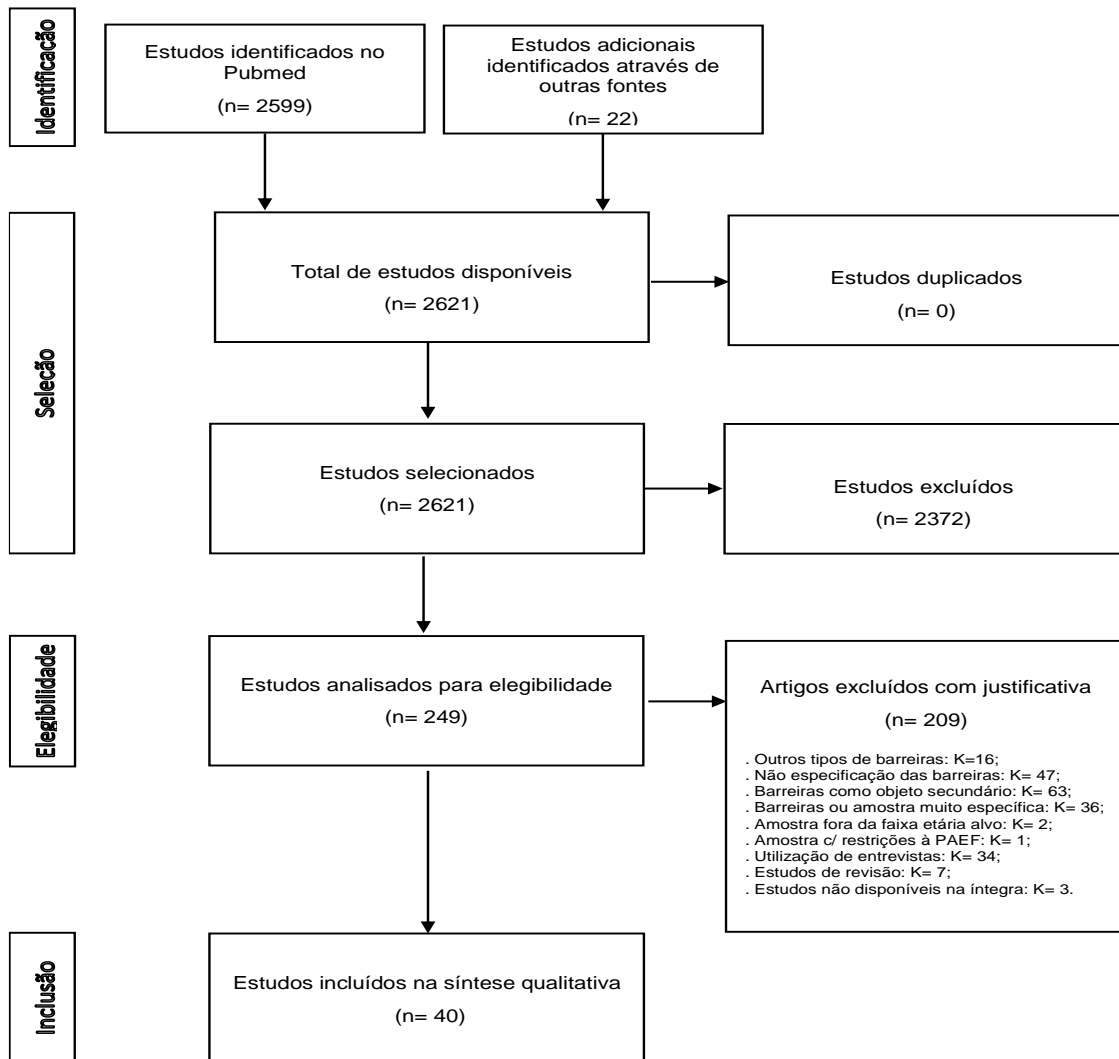 Identificação
Estudos identificados no
Pubmed
(n= 2599)
Estudos adicionais
identificados através de
outras fontes
(n= 22)
Seleção
Total de estudos disponíveis
(n= 2621)
Estudos duplicados
(n= 0)
Estudos selecionados
(n= 2621)
Estudos excluídos
(n= 2372)
Elegibilidade
Estudos analisados para elegibilidade
(n= 249)
Artigos excluídos com justificativa
(n= 209)
. Outros tipos de barreiras: K=16;
. Não especificação das barreiras: K= 47;
. Barreiras como objeto secundário: K= 63;
. Barreiras ou amostra muito específica: K= 36;
. Amostra fora da faixa etária alvo: K= 2;
. Amostra c/ restrições à PAEF: K= 1;
. Utilização de entrevistas: K= 34;
. Estudos de revisão: K= 7;
. Estudos não disponíveis na íntegra: K= 3.
Inclusão
Estudos incluídos na síntese qualitativa
(n= 40)